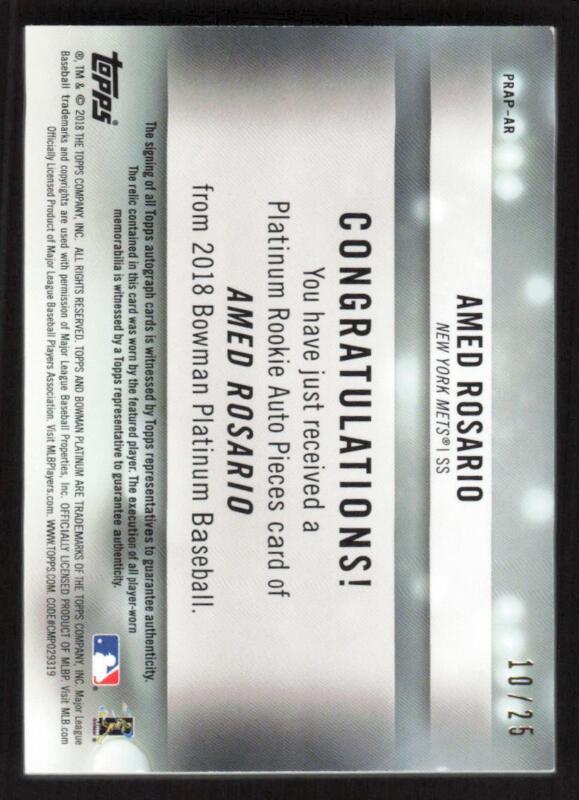 PRAP-AR
10/25
AMED ROSARIO
NEW YORK METS® | SS
CONGRATULATIONS!
You have just received a
Platinum Rookie Auto Pieces card of
AMED ROSARIO
from 2018 Bowman Platinum Baseball.
The signing of all Topps autograph cards is witnessed by Topps representatives to guarantee authenticity.
The relic contained in this card was worn by the featured player. The execution of all player-worn
memorabilia is witnessed by a Topps representative to guarantee authenticity.
topps®
®, TM & © 2018 THE TOPPS COMPANY, INC. ALL RIGHTS RESERVED. TOPPS AND BOWMAN PLATINUM ARE TRADEMARKS OF THE TOPPS COMPANY, INC. Major League
Baseball trademarks and copyrights are used with permission of Major League Baseball Properties, Inc. OFFICIALLY LICENSED PRODUCT OF MLBP. Visit MLB.com
Officially Licensed Product of Major League Baseball Players Association. Visit MLBPlayers.com. WWW.TOPPS.COM. CODE#CMP029319